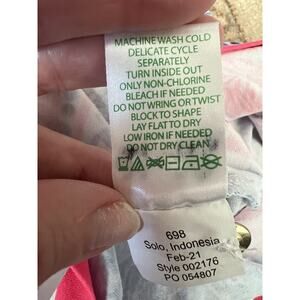 MACHINE WASH COLD
DELICATE CYCLE
SEPARATELY
TURN INSIDE OUT
ONLY NON-CHLORINE
BLEACH IF NEEDED
DO NOT WRING OR TWIST
BLOCK TO SHAPE
LAY FLAT TO DRY
LOW IRON IF NEEDED
DO NOT DRY CLEAN
698
Solo, Indonesia
Feb-21
Style 002176
PO 054807